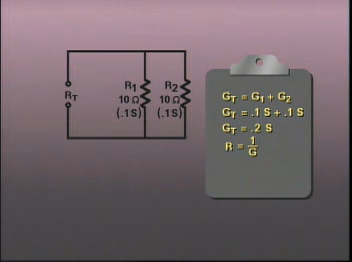 R1
R2
RT
10 Ω
10 Ω
(.1S)
(.1S)
GT = G1 + G2
GT = .1 S + .1 S
GT = .2 S
R = 1/G